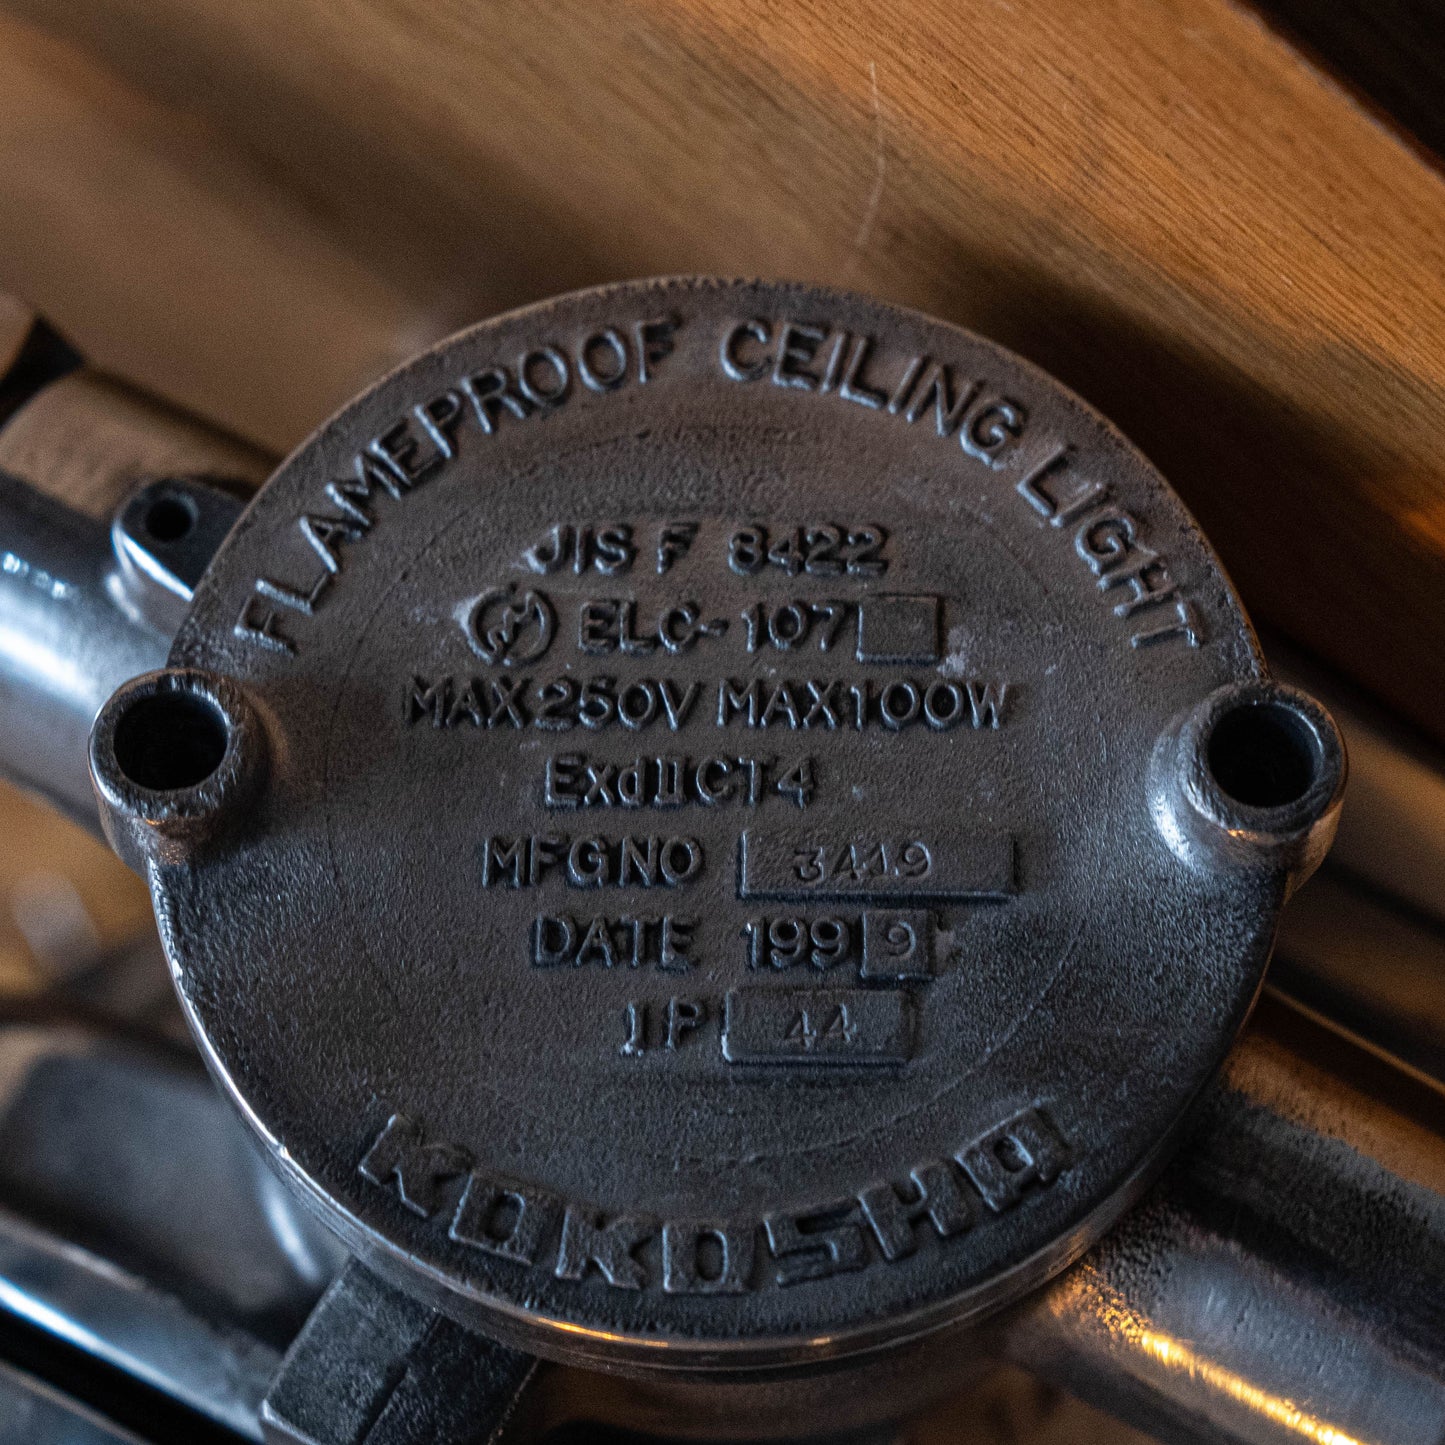 FLAMEPROOF CEILING LIGHT
JIS F 8422
ELC-107
MAX250V MAX100W
ExdIICT4
MFGNO 3419
DATE 1999
IP 44
KOKOSHA